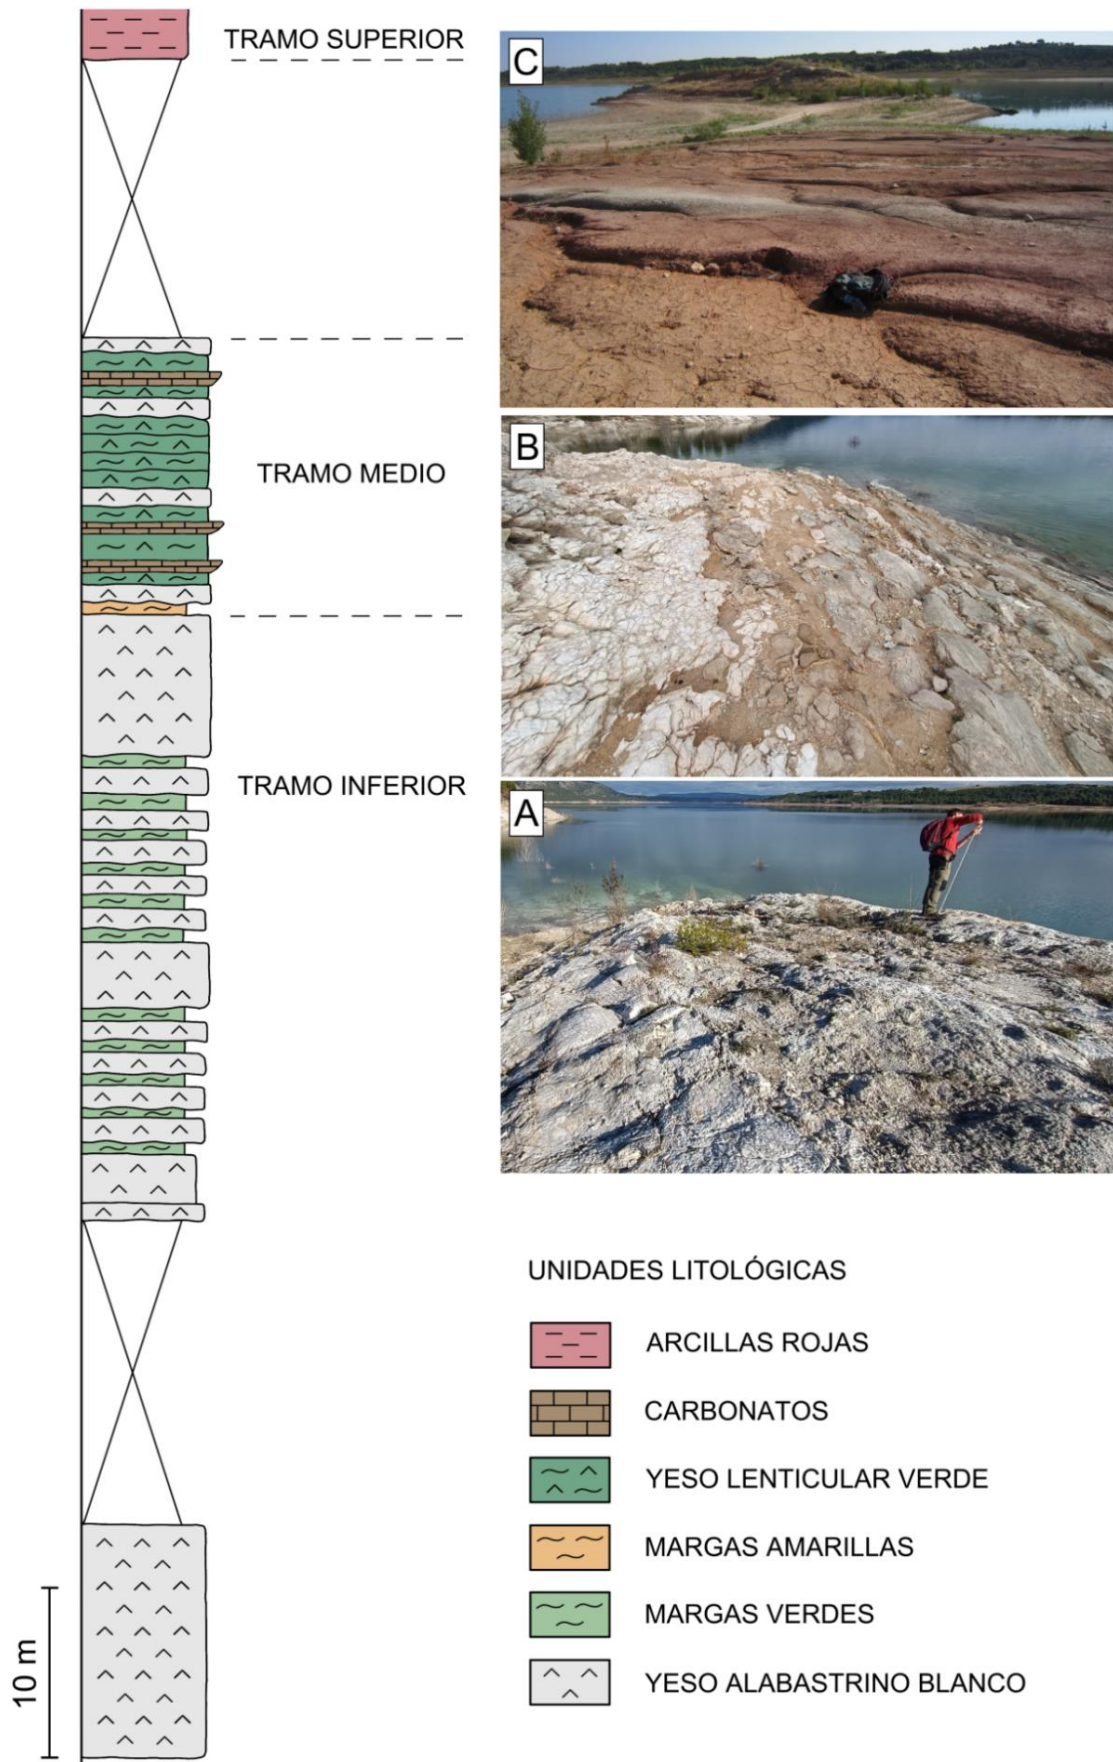 TRAMO SUPERIOR
TRAMO MEDIO
TRAMO INFERIOR
10 m
C
B
A
UNIDADES LITOLÓGICAS
ARCILLAS ROJAS
CARBONATOS
YESO LENTICULAR VERDE
MARGAS AMARILLAS
MARGAS VERDES
YESO ALABASTRINO BLANCO